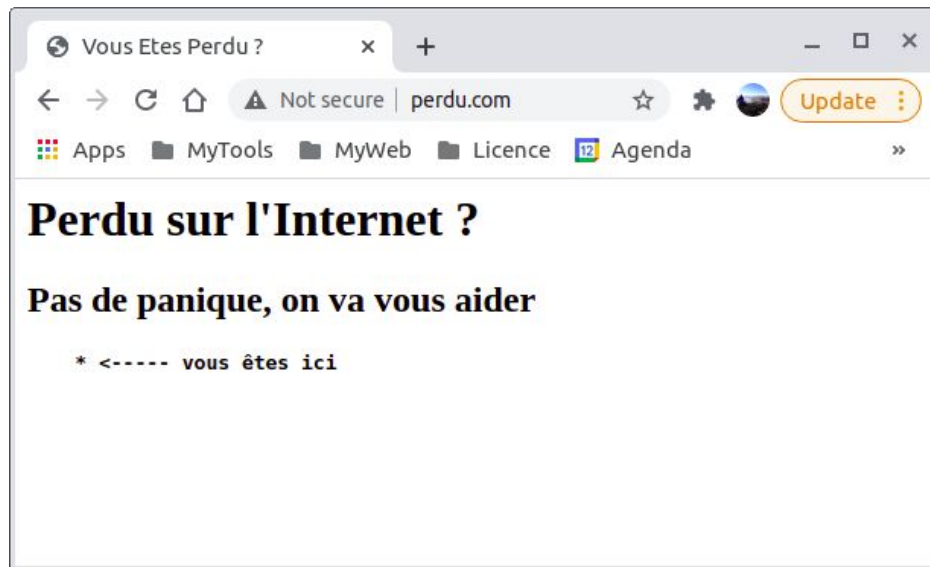 Vous Etes Perdu ?
Not secure | perdu.com
Update
Apps MyTools MyWeb Licence 12 Agenda »
Perdu sur l'Internet ?
Pas de panique, on va vous aider
* <----- vous êtes ici